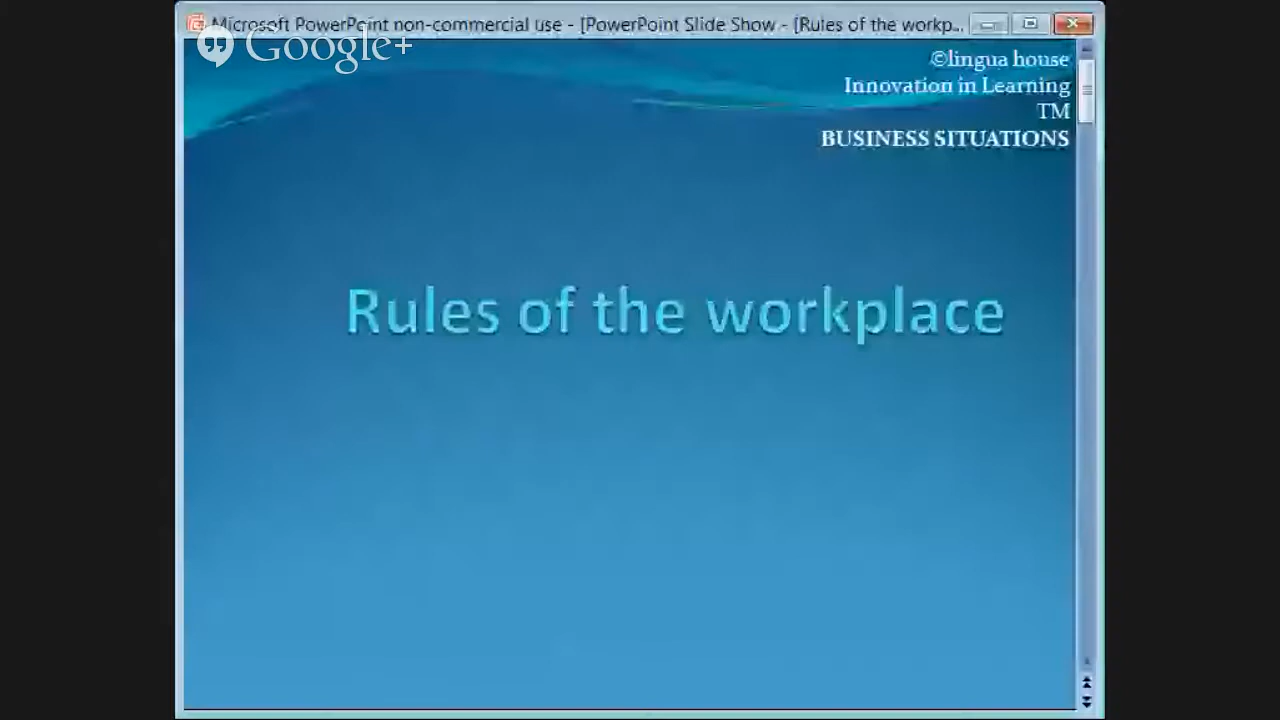 Microsoft PowerPoint non-commercial use - [PowerPoint Slide Show - [Rules of the workp...
Google+
©lingua house
Innovation in Learning
TM
BUSINESS SITUATIONS
Rules of the workplace